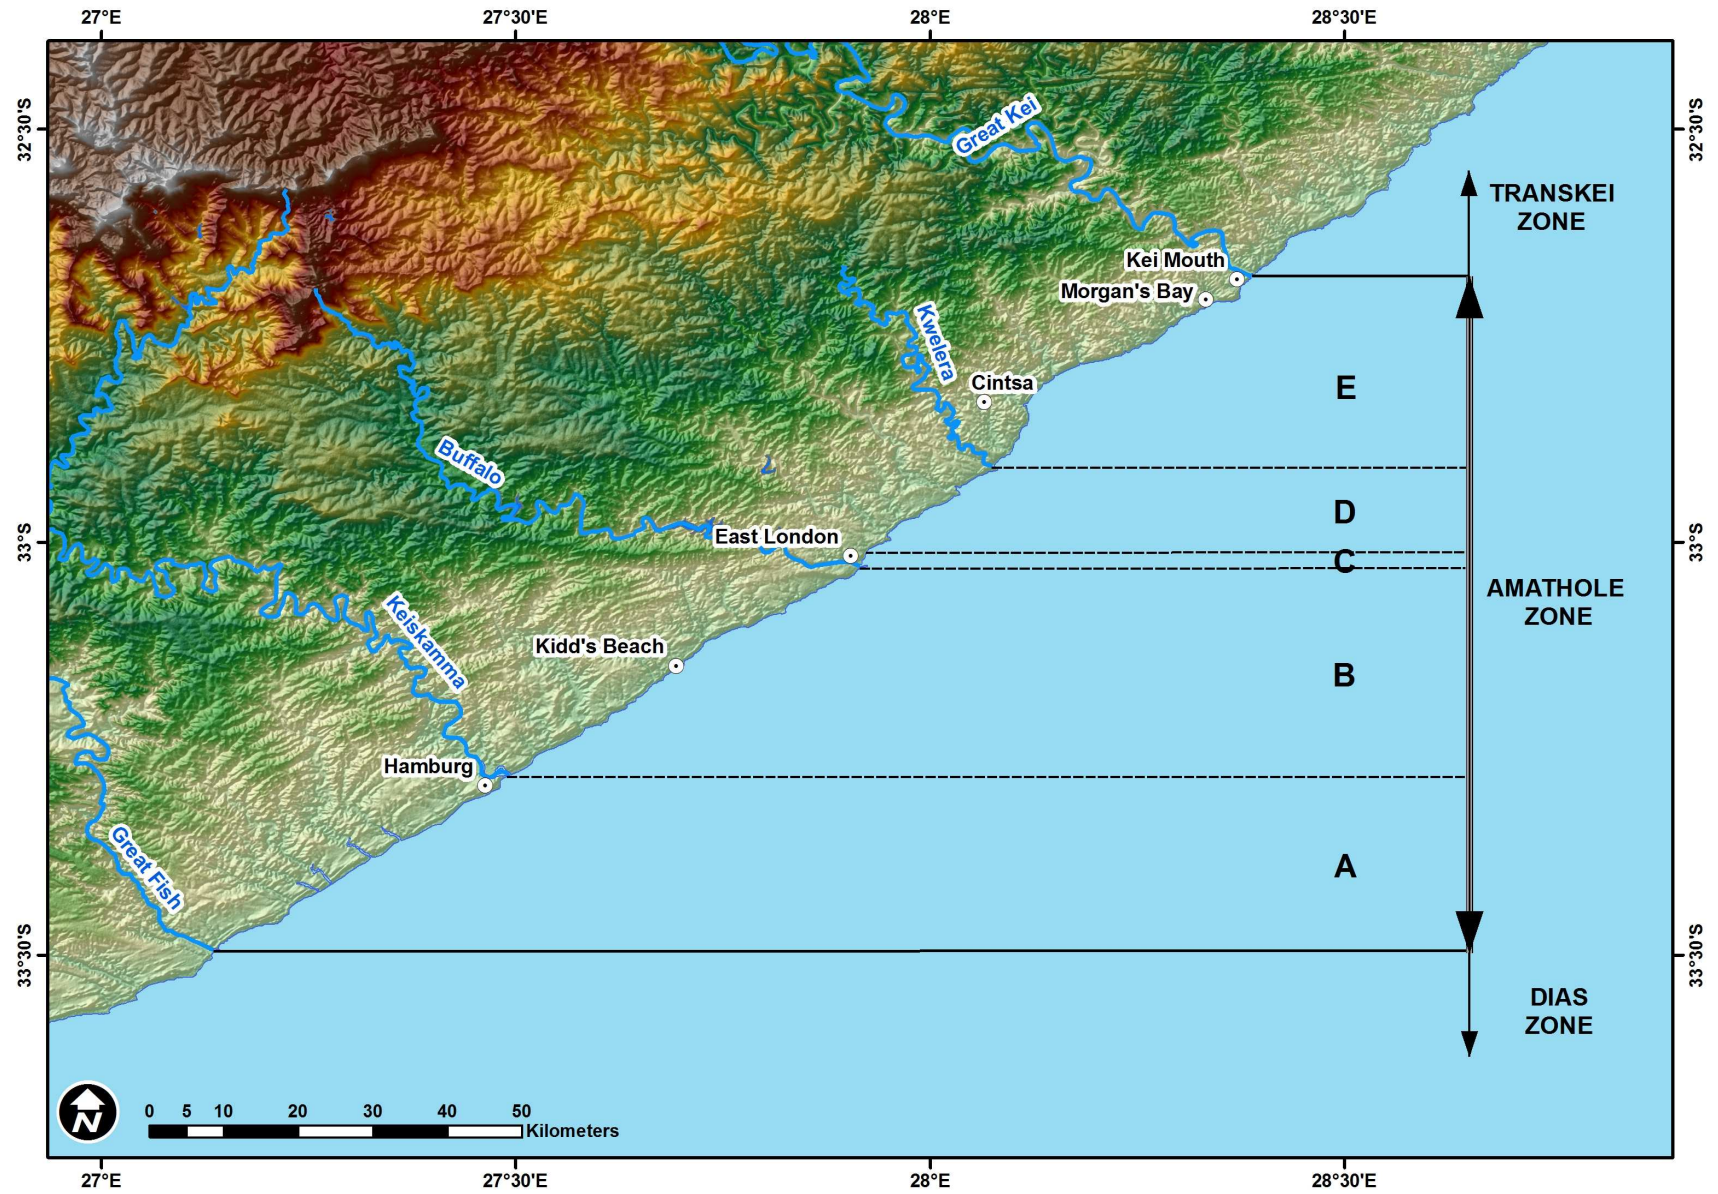 27°E 27°30'E 28°E 28°30'E
32°30'S
32°30'S
Great Kei
TRANSKEI
ZONE
Kei Mouth
Morgan's Bay
Kwelera
Cintsa
E
Buffalo
D
East London
33°S
33°S
C
AMATHOLE
ZONE
Keiskamma
Kidd's Beach
B
Hamburg
A
Great Fish
33°30'S
33°30'S
DIAS
ZONE
N
0 5 10 20 30 40 50
Kilometers
27°E 27°30'E 28°E 28°30'E